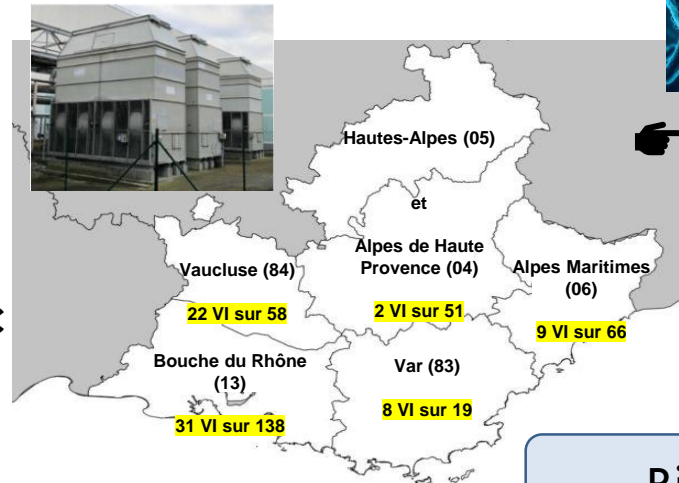 Hautes-Alpes (05)
et
Alpes de Haute
Provence (04)
2 VI sur 51
Vaucluse (84)
22 VI sur 58
Alpes Maritimes
(06)
9 VI sur 66
Bouche du Rhône
(13)
31 VI sur 138
Var (83)
8 VI sur 19